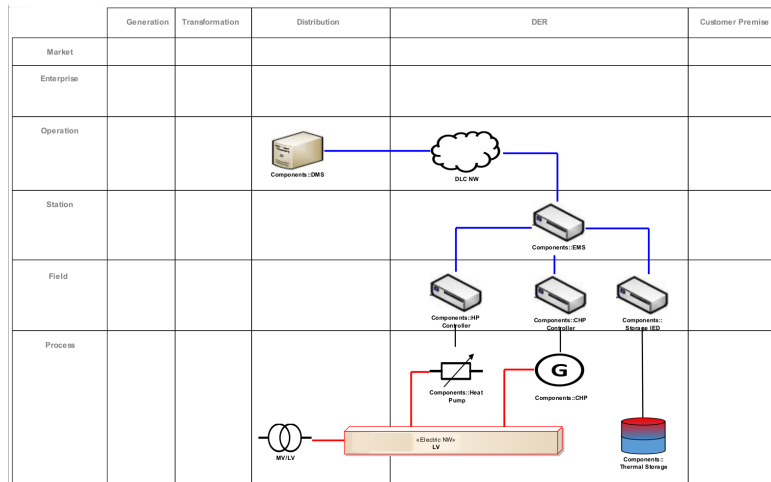 Generation Transformation Distribution DER Customer Premise
Market
Enterprise
Operation
Components::DMS
DLC NW
Station
Components::EMS
Field
Components::HP
Controller
Components::CHP
Controller
Components::
Storage IED
Process
G
Components::Heat
Pump
Components::CHP
«Electric NW»
LV
MV/LV
Components::
Thermal Storage